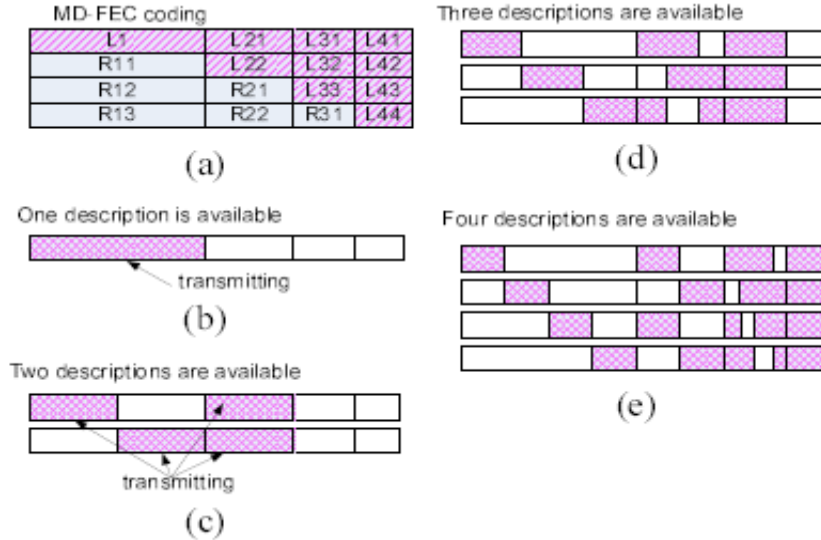 MD-FEC coding
L1 L21 L31 L41
R11 L22 L32 L42
R12 R21 L33 L43
R13 R22 R31 L44
(a)
One description is available
transmitting
(b)
Two descriptions are available
transmitting
(c)
Three descriptions are available
(d)
Four descriptions are available
(e)